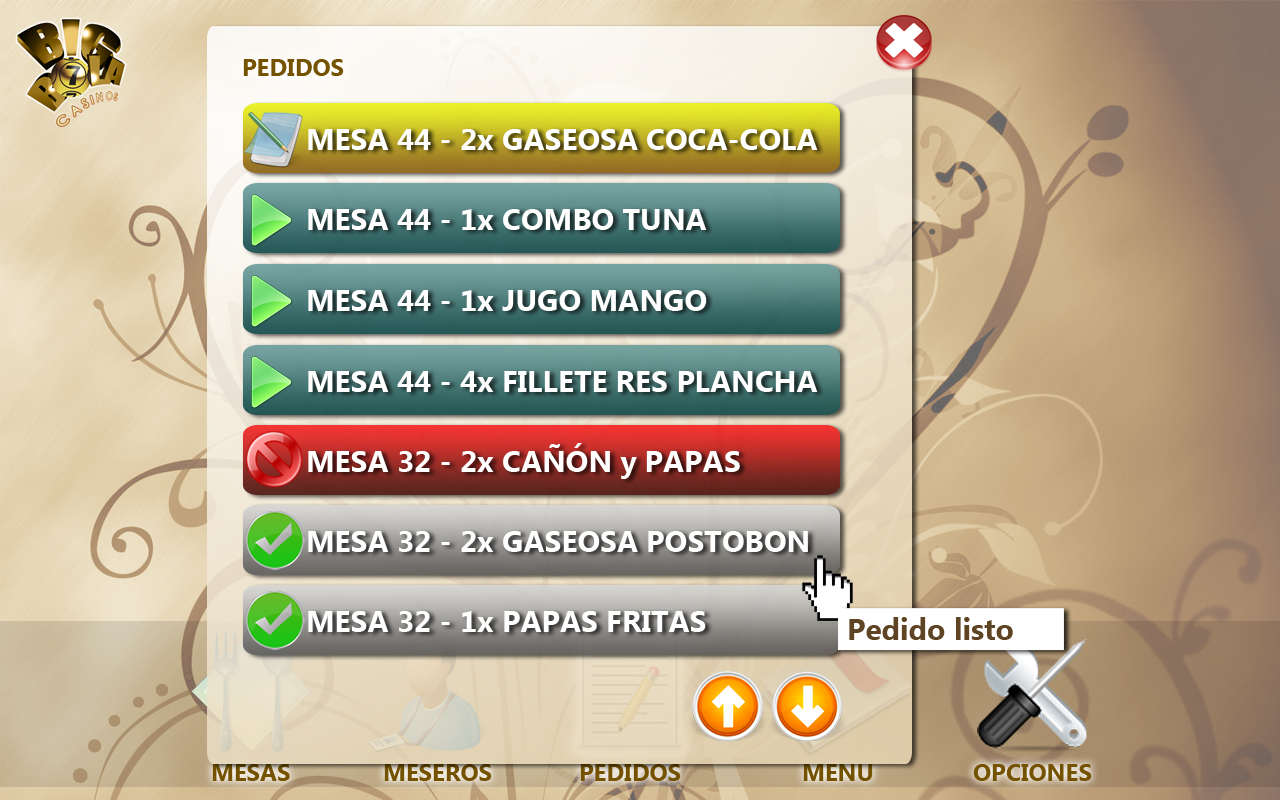 BIG
BOLA
7
CASINOS
PEDIDOS
MESA 44 - 2x GASEOSA COCA-COLA
MESA 44 - 1x COMBO TUNA
MESA 44 - 1x JUGO MANGO
MESA 44 - 4x FILLETE RES PLANCHA
MESA 32 - 2x CAÑÓN y PAPAS
MESA 32 - 2x GASEOSA POSTOBON
MESA 32 - 1x PAPAS FRITAS
Pedido listo
MESAS
MESEROS
PEDIDOS
MENU
OPCIONES